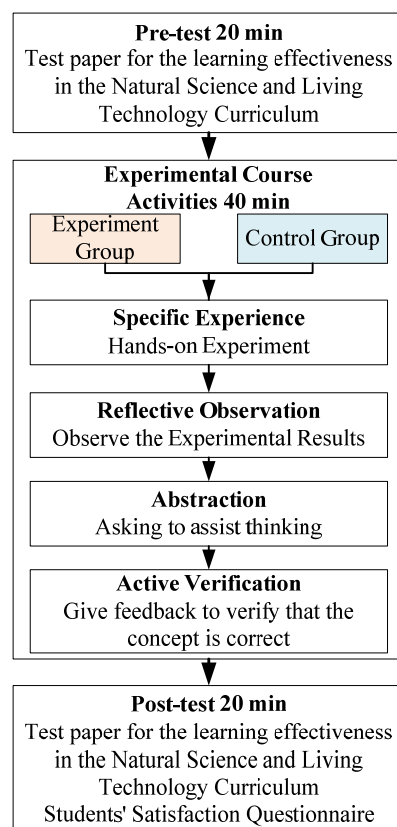 Pre-test 20 min
Test paper for the learning effectiveness
in the Natural Science and Living
Technology Curriculum
Experimental Course
Activities 40 min
Experiment
Group
Control Group
Specific Experience
Hands-on Experiment
Reflective Observation
Observe the Experimental Results
Abstraction
Asking to assist thinking
Active Verification
Give feedback to verify that the
concept is correct
Post-test 20 min
Test paper for the learning effectiveness
in the Natural Science and Living
Technology Curriculum
Students' Satisfaction Questionnaire